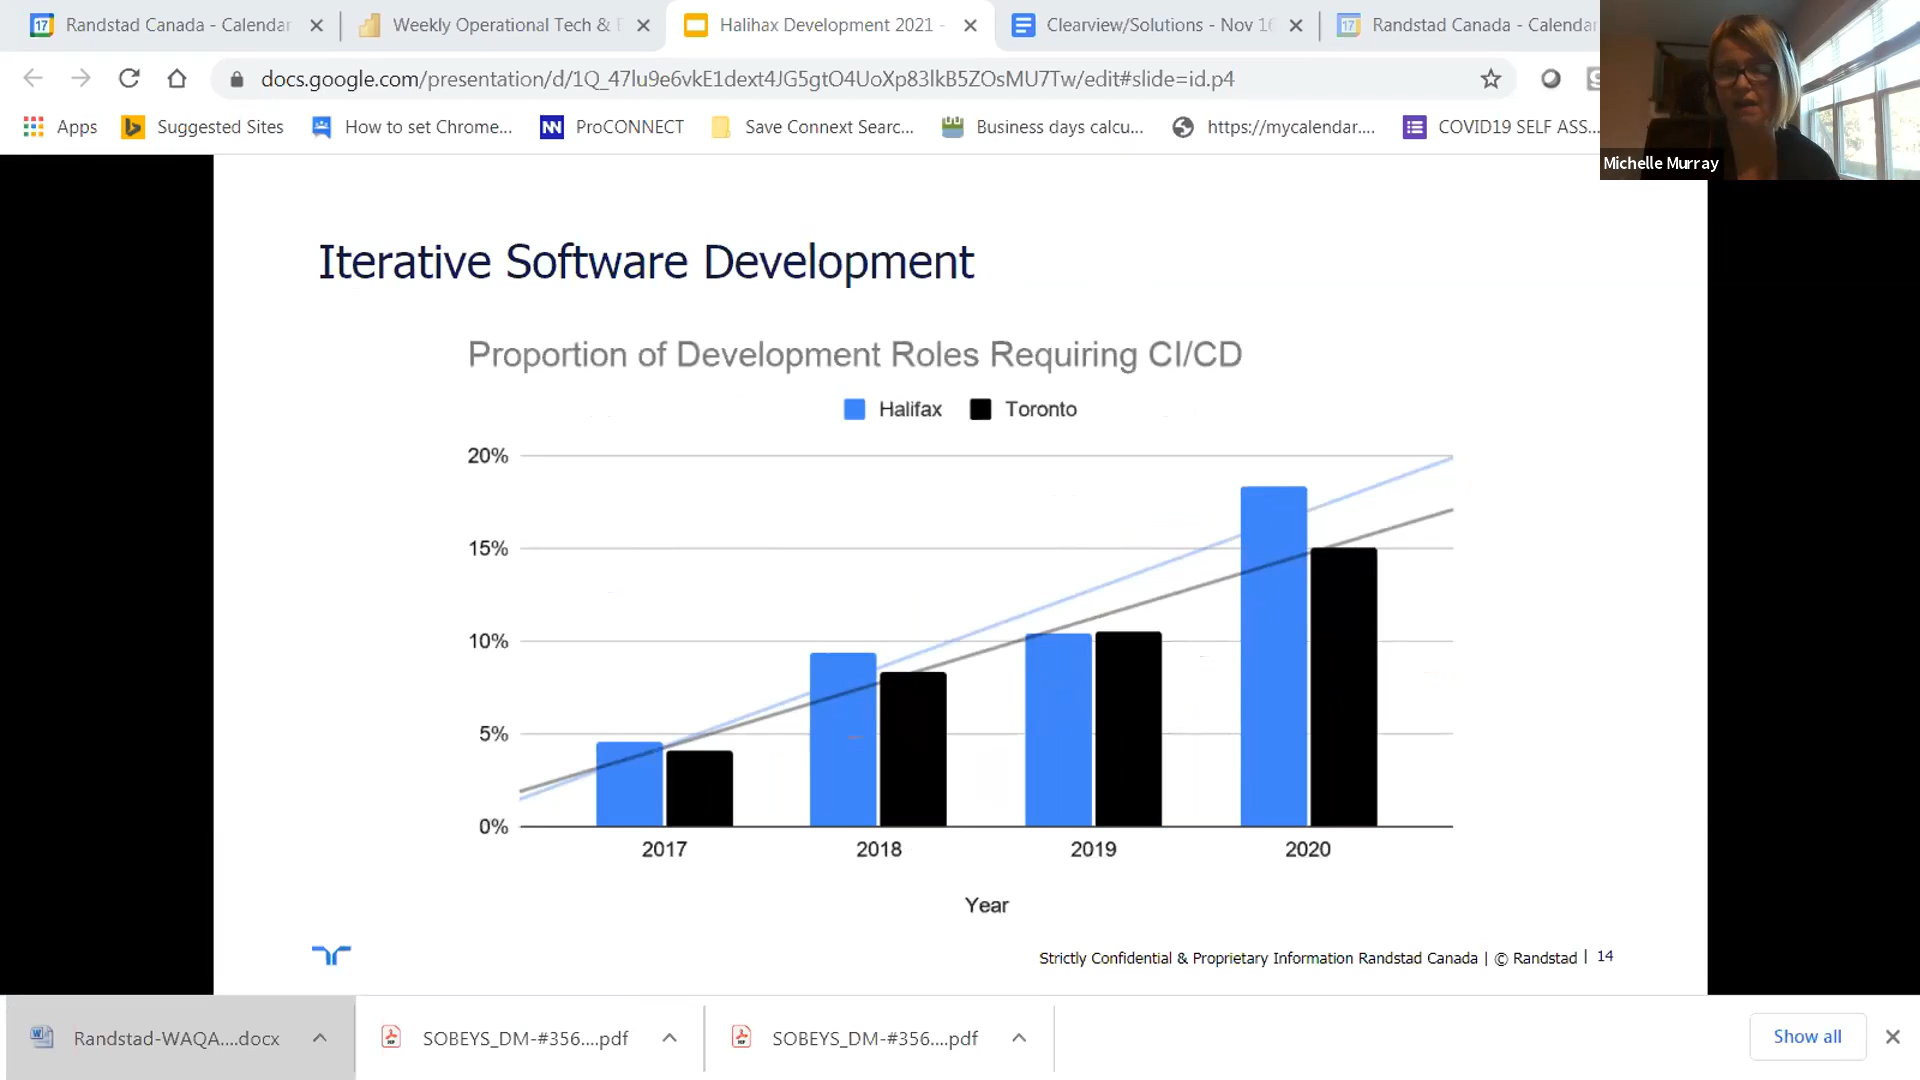 Randstad Canada - Calendar
Weekly Operational Tech &
Halihax Development 2021 -
Clearview/Solutions - Nov 16
Randstad Canada - Calendar
docs.google.com/presentation/d/1Q_47lu9e6vkE1dext4JG5gtO4UoXp83lkB5ZOsMU7Tw/edit#slide=id.p4
Apps
Suggested Sites
How to set Chrome...
ProCONNECT
Save Connext Searc...
Business days calcu...
https://mycalendar....
COVID19 SELF ASS...
Michelle Murray
Iterative Software Development
Proportion of Development Roles Requiring CI/CD
Halifax Toronto
20%
15%
10%
5%
0%
2017 2018 2019 2020
Year
Strictly Confidential & Proprietary Information Randstad Canada | © Randstad | 14
Randstad-WAQA....docx
SOBEYS_DM-#356....pdf
SOBEYS_DM-#356....pdf
Show all